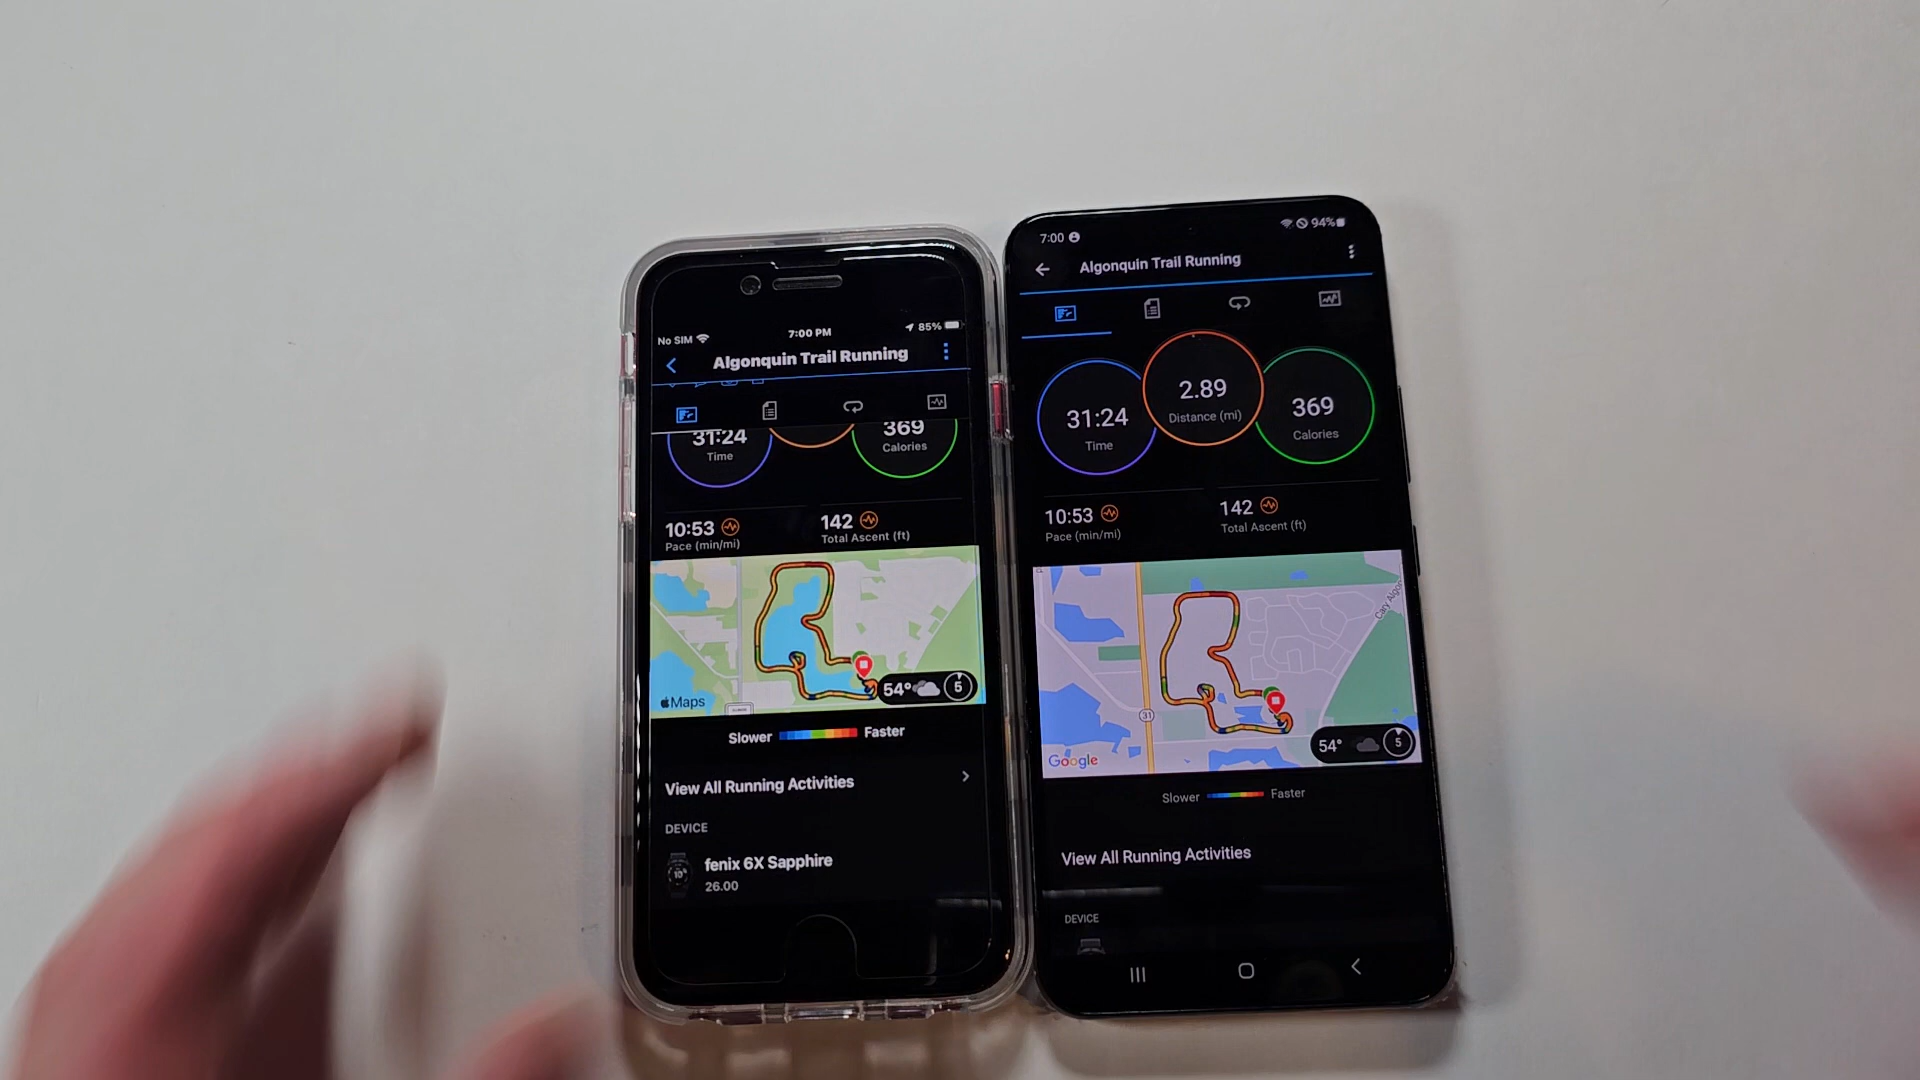 No SIM
7:00 PM
85%
Algonquin Trail Running
31:24
Time
369
Calories
10:53
Pace (min/mi)
142
Total Ascent (ft)
Maps
54°
5
Slower
Faster
View All Running Activities
DEVICE
fenix 6X Sapphire
26.00
7:00
94%
Algonquin Trail Running
31:24
Time
2.89
Distance (mi)
369
Calories
10:53
Pace (min/mi)
142
Total Ascent (ft)
31
Google
54°
5
Slower
Faster
View All Running Activities
DEVICE